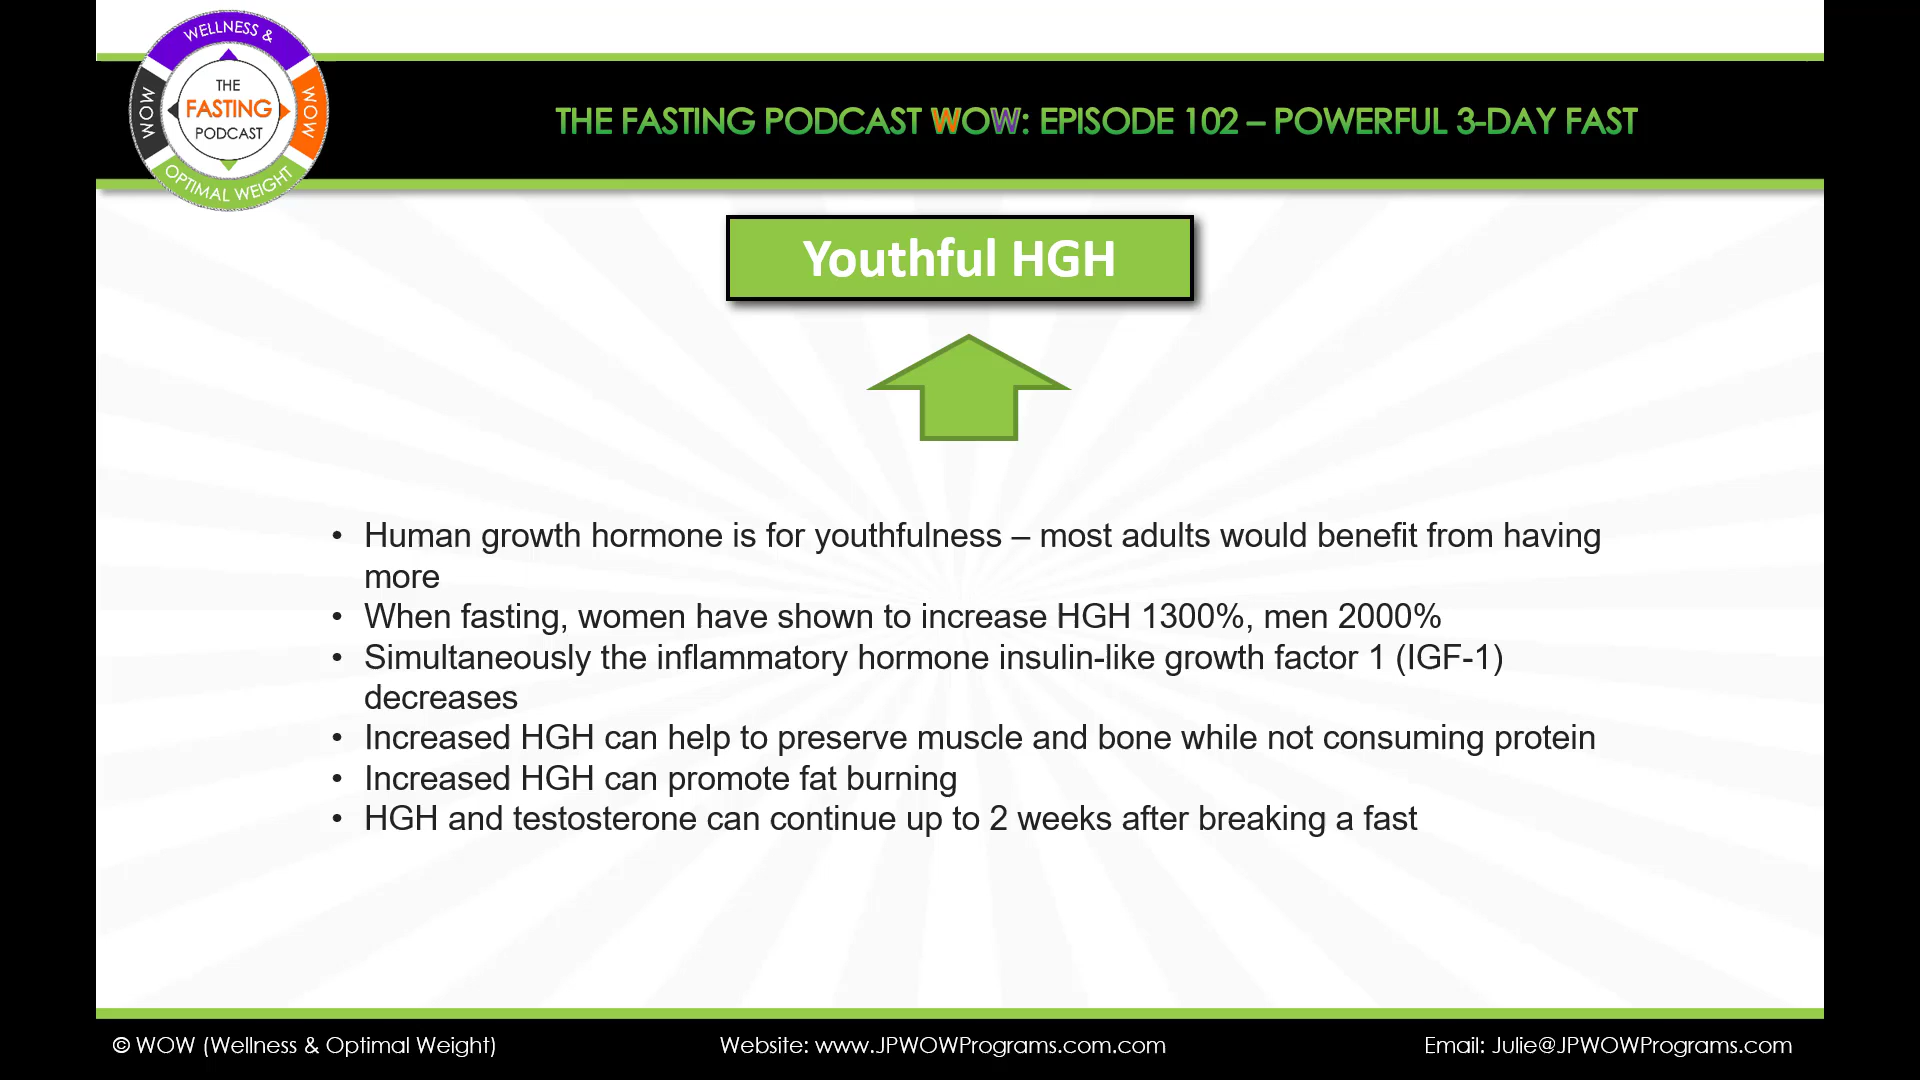 WELLNESS &
WOW
THE
FASTING
PODCAST
WOW
OPTIMAL WEIGHT
THE FASTING PODCAST WOW: EPISODE 102 – POWERFUL 3-DAY FAST
Youthful HGH
• Human growth hormone is for youthfulness – most adults would benefit from having
more
• When fasting, women have shown to increase HGH 1300%, men 2000%
• Simultaneously the inflammatory hormone insulin-like growth factor 1 (IGF-1)
decreases
• Increased HGH can help to preserve muscle and bone while not consuming protein
• Increased HGH can promote fat burning
• HGH and testosterone can continue up to 2 weeks after breaking a fast
© WOW (Wellness & Optimal Weight)
Website: www.JPWOWPrograms.com.com
Email: Julie@JPWOWPrograms.com